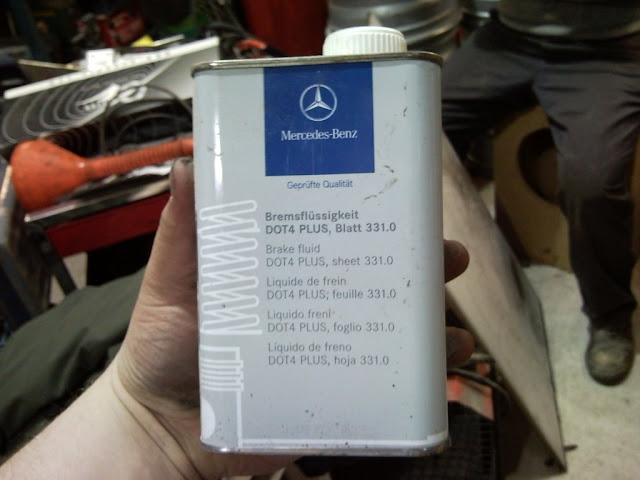 Mercedes-Benz
Geprüfte Qualität
Bremsflüssigkeit
DOT4 PLUS, Blatt 331.0
Brake fluid
DOT4 PLUS, sheet 331.0
Liquide de frein
DOT4 PLUS, feuille 331.0
Liquido freni
DOT4 PLUS, foglio 331.0
Líquido de freno
DOT4 PLUS, hoja 331.0